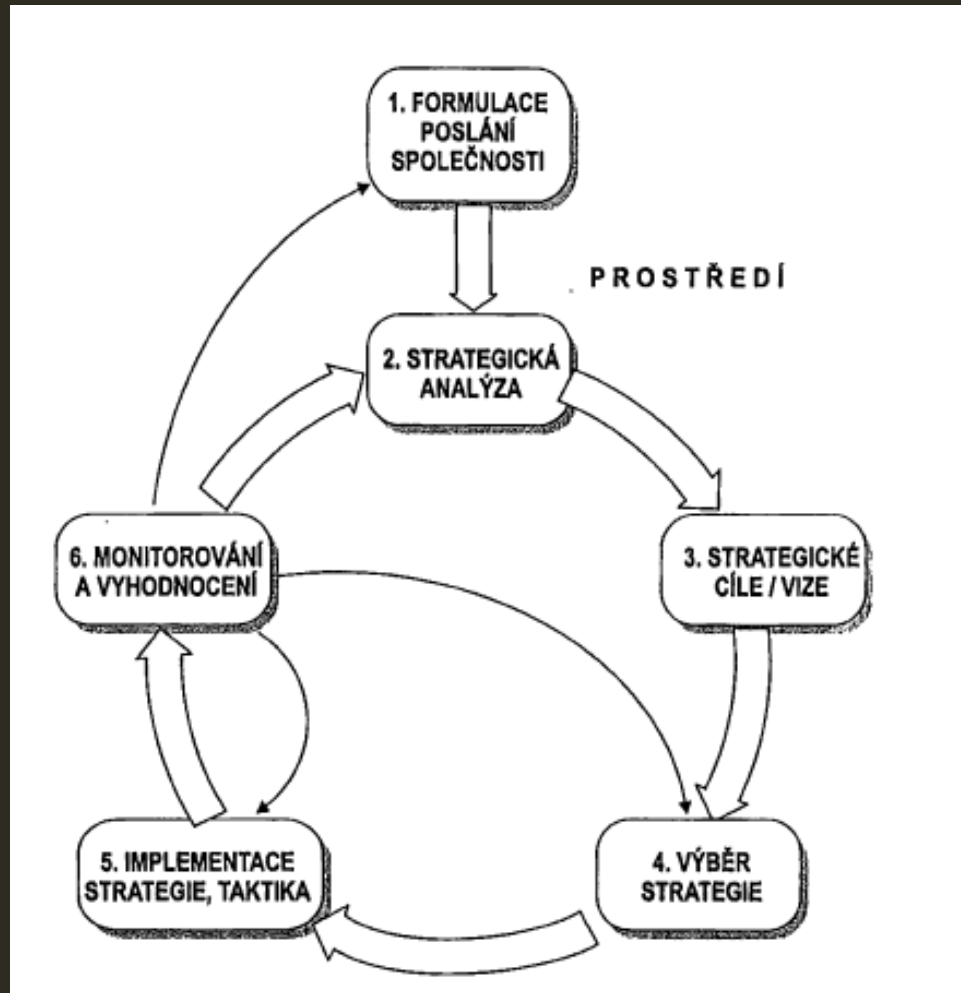 1. FORMULACE
POSLÁNÍ
SPOLEČNOSTI
PROSTŘEDÍ
2. STRATEGICKÁ
ANALÝZA
3. STRATEGICKÉ
CÍLE / VIZE
4. VÝBĚR
STRATEGIE
5. IMPLEMENTACE
STRATEGIE, TAKTIKA
6. MONITOROVÁNÍ
A VYHODNOCENÍ